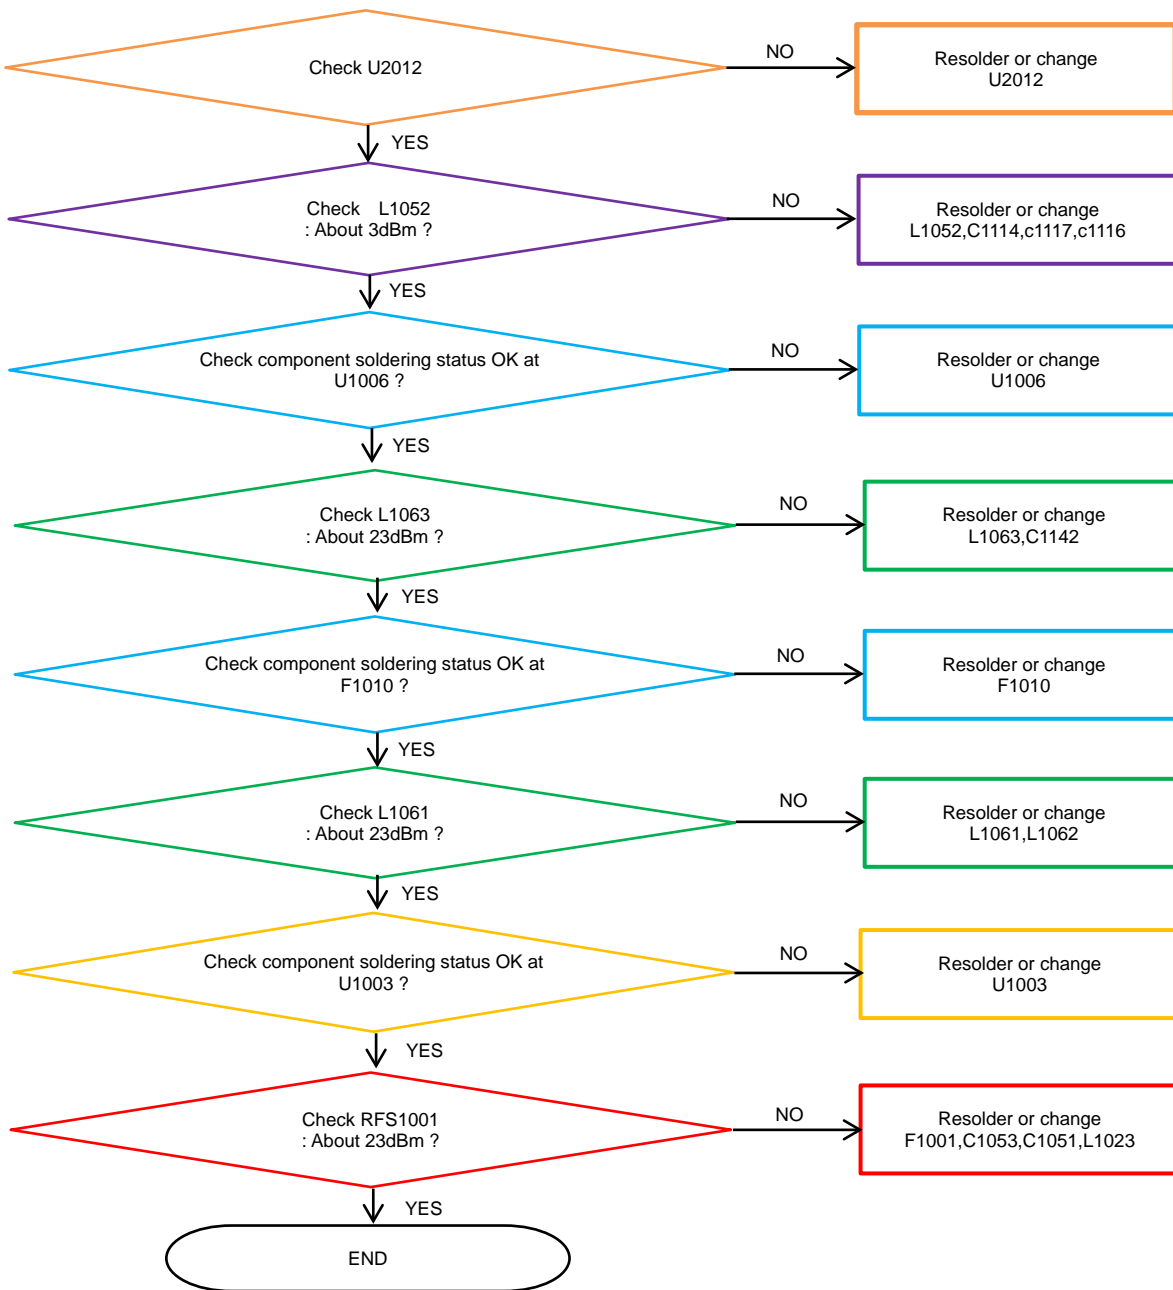 Check U2012
NO
Resolder or change
U2012
YES
Check L1052
: About 3dBm ?
NO
Resolder or change
L1052,C1114,c1117,c1116
YES
Check component soldering status OK at
U1006 ?
NO
Resolder or change
U1006
YES
Check L1063
: About 23dBm ?
NO
Resolder or change
L1063,C1142
YES
Check component soldering status OK at
F1010 ?
NO
Resolder or change
F1010
YES
Check L1061
: About 23dBm ?
NO
Resolder or change
L1061,L1062
YES
Check component soldering status OK at
U1003 ?
NO
Resolder or change
U1003
YES
Check RFS1001
: About 23dBm ?
NO
Resolder or change
F1001,C1053,C1051,L1023
YES
END